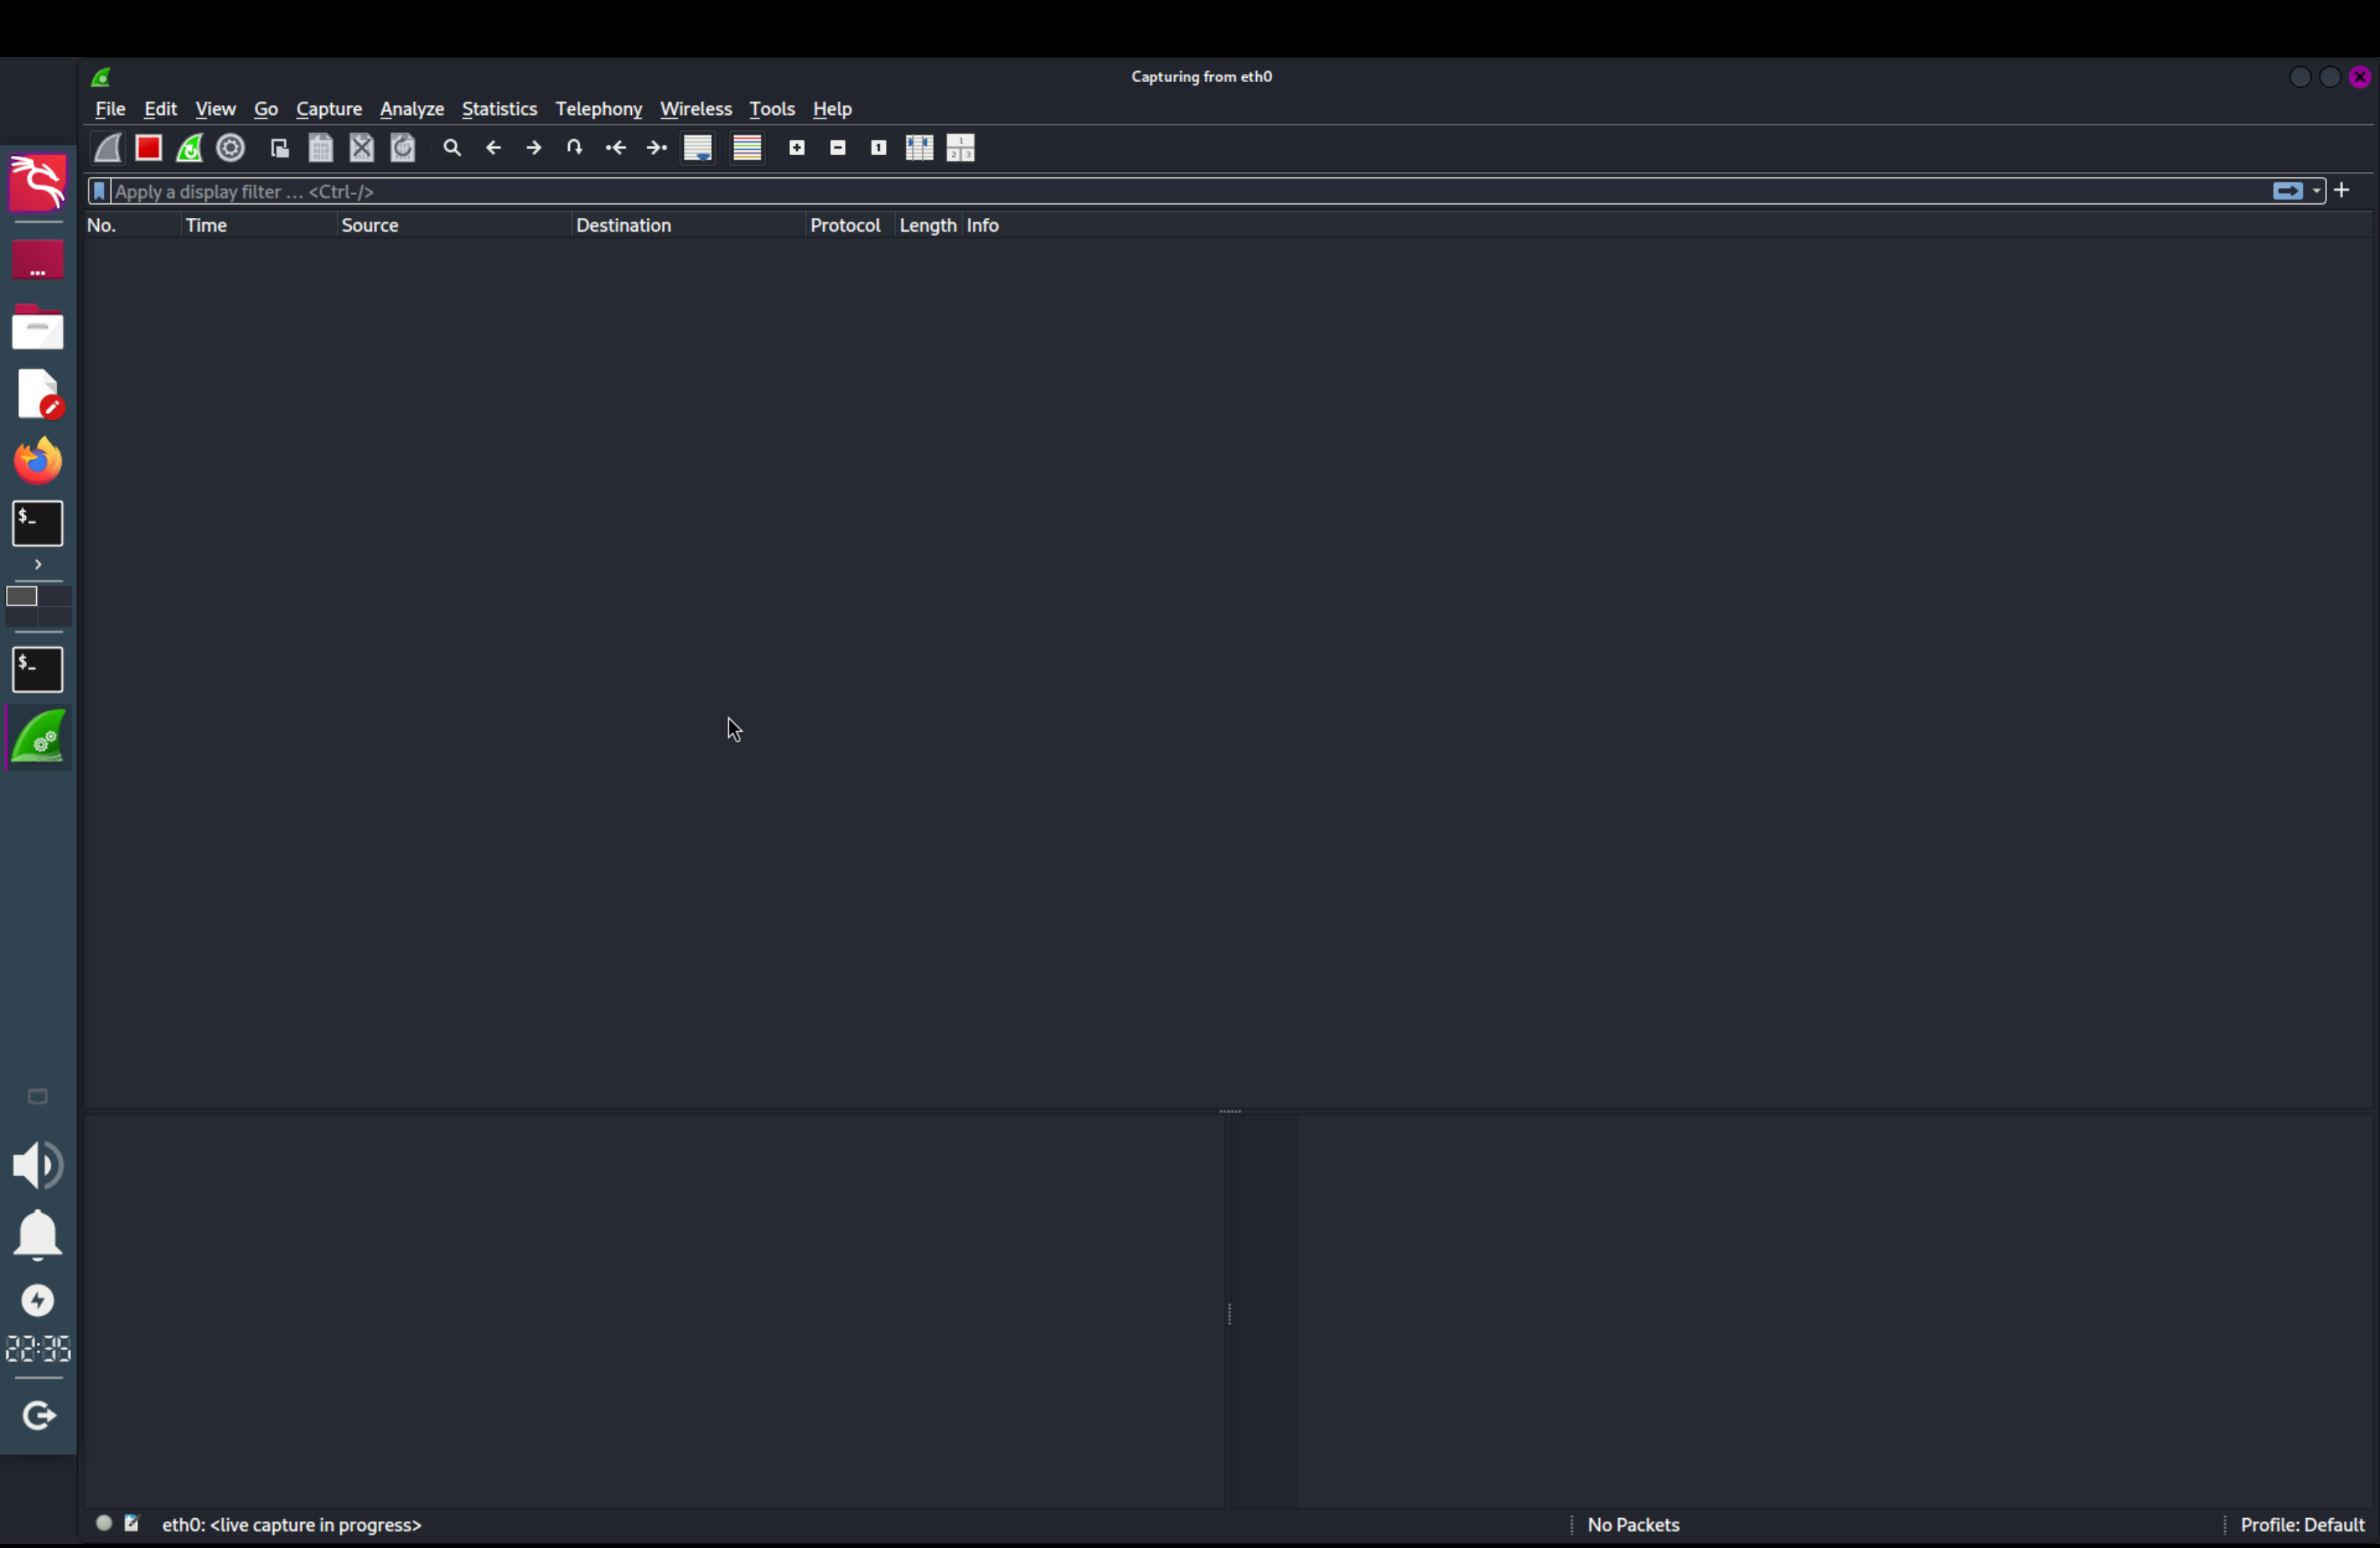 Capturing from eth0
File Edit View Go Capture Analyze Statistics Telephony Wireless Tools Help
Apply a display filter ... <Ctrl-/>
No. Time Source Destination Protocol Length Info
$_
$_
22:35
eth0: <live capture in progress> No Packets Profile: Default